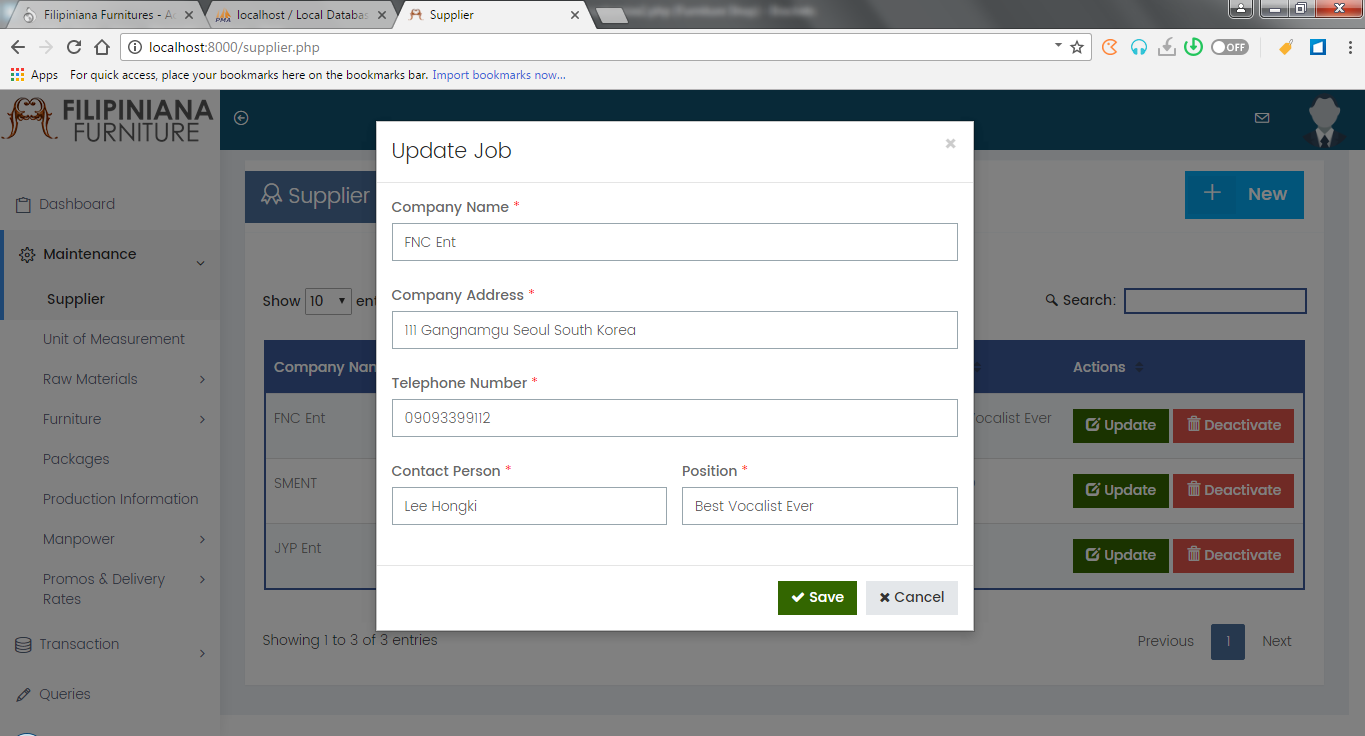 Filipiniana Furnitures - Ad
localhost / Local Databas
Supplier
localhost:8000/supplier.php
OFF
Apps For quick access, place your bookmarks here on the bookmarks bar. Import bookmarks now...
FILIPINIANA
FURNITURE
Dashboard
Maintenance
Supplier
Unit of Measurement
Raw Materials
Furniture
Packages
Production Information
Manpower
Promos & Delivery
Rates
Transaction
Queries
Supplier
+ New
Show 10 ent
Search:
Company Nam
Actions
FNC Ent
Vocalist Ever
Update Deactivate
SMENT
Update Deactivate
JYP Ent
Update Deactivate
Showing 1 to 3 of 3 entries
Previous 1 Next
Update Job
×
Company Name *
FNC Ent
Company Address *
111 Gangnamgu Seoul South Korea
Telephone Number *
09093399112
Contact Person * Position *
Lee Hongki Best Vocalist Ever
Save Cancel